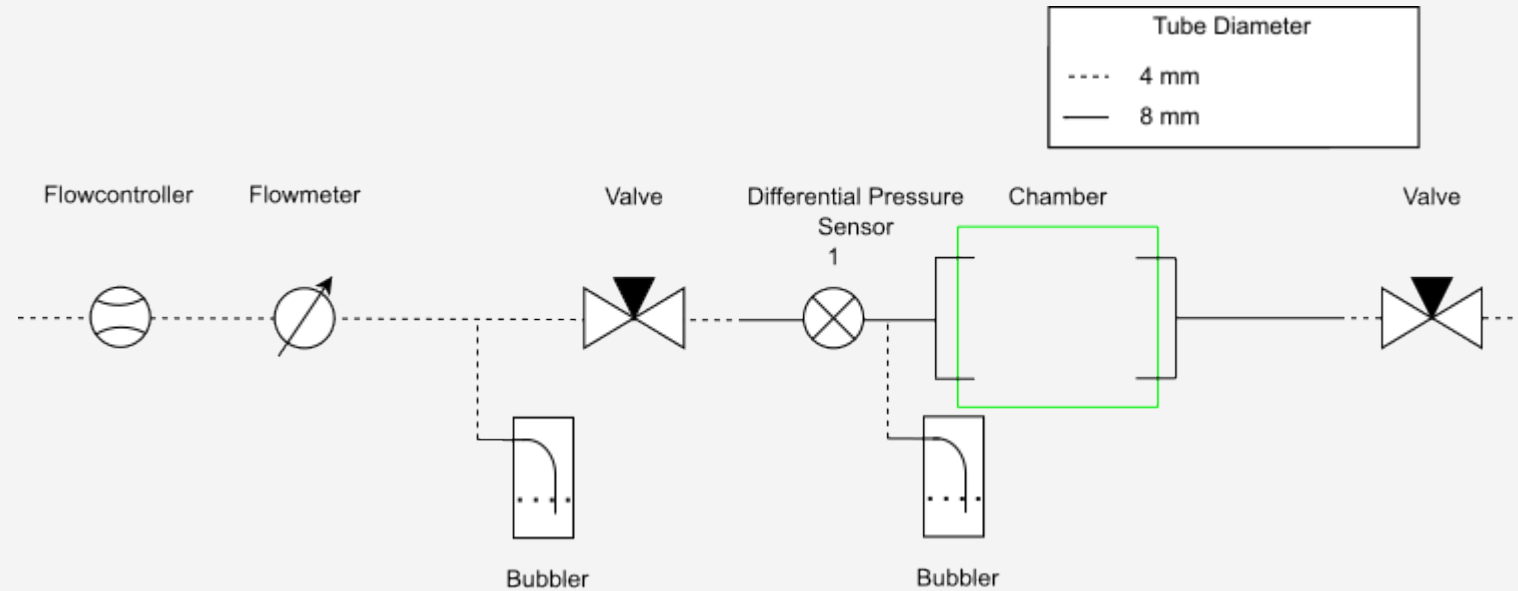 Tube Diameter
4 mm
8 mm
Flowcontroller
Flowmeter
Valve
Differential Pressure
Sensor
1
Chamber
Valve
Bubbler
Bubbler